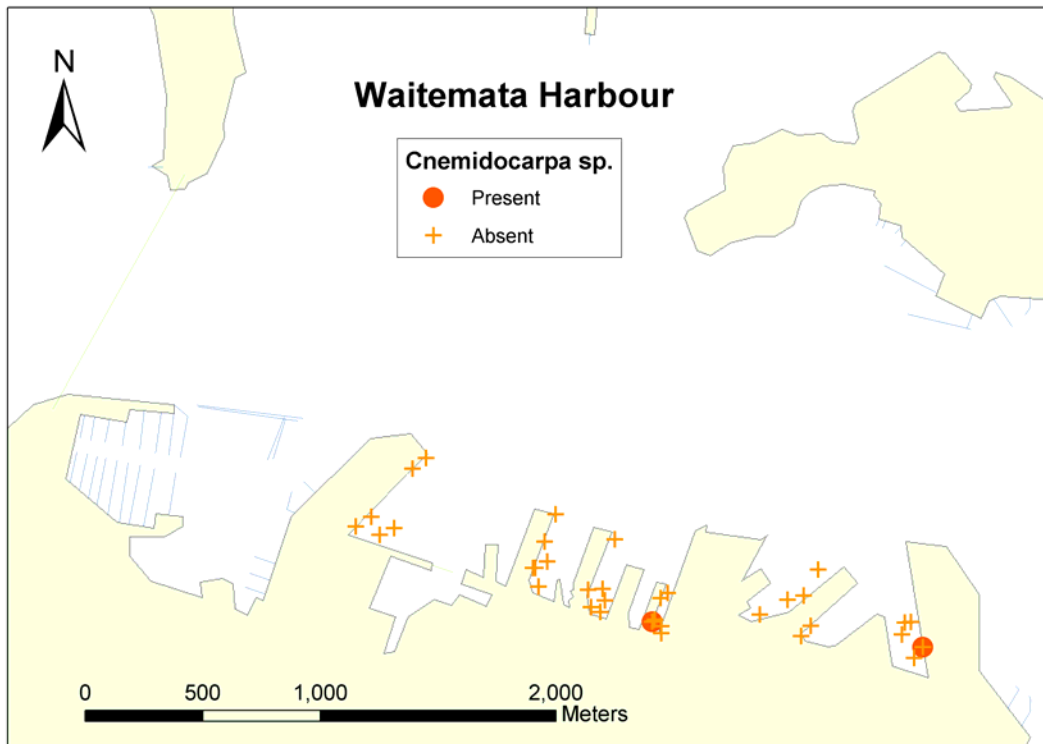 N
Waitemata Harbour
Cnemidocarpa sp.
Present
Absent
0 500 1,000 2,000
Meters